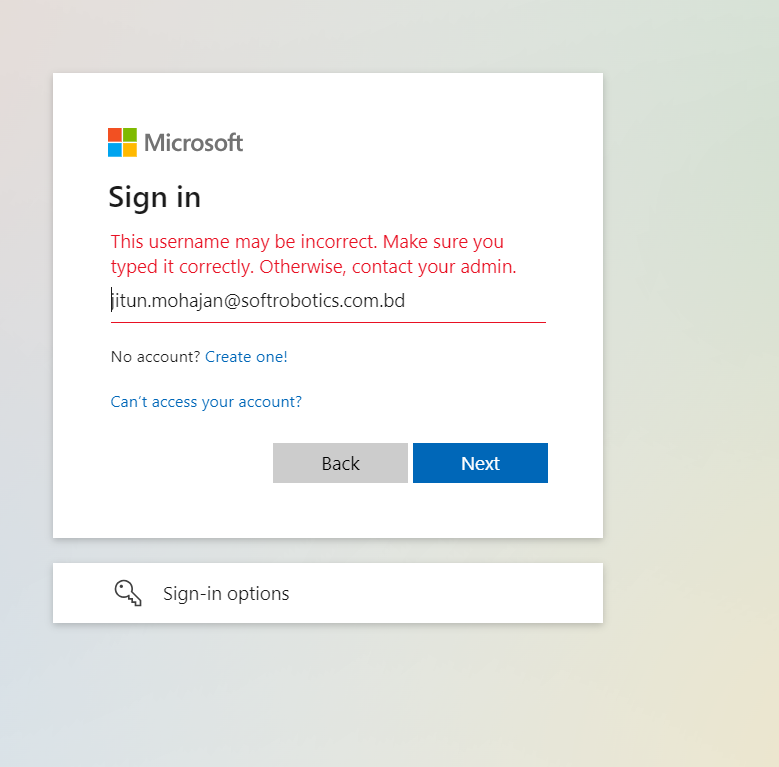 Microsoft
Sign in
This username may be incorrect. Make sure you
typed it correctly. Otherwise, contact your admin.
jitun.mohajan@softrobotics.com.bd
No account? Create one!
Can't access your account?
Back Next
Sign-in options